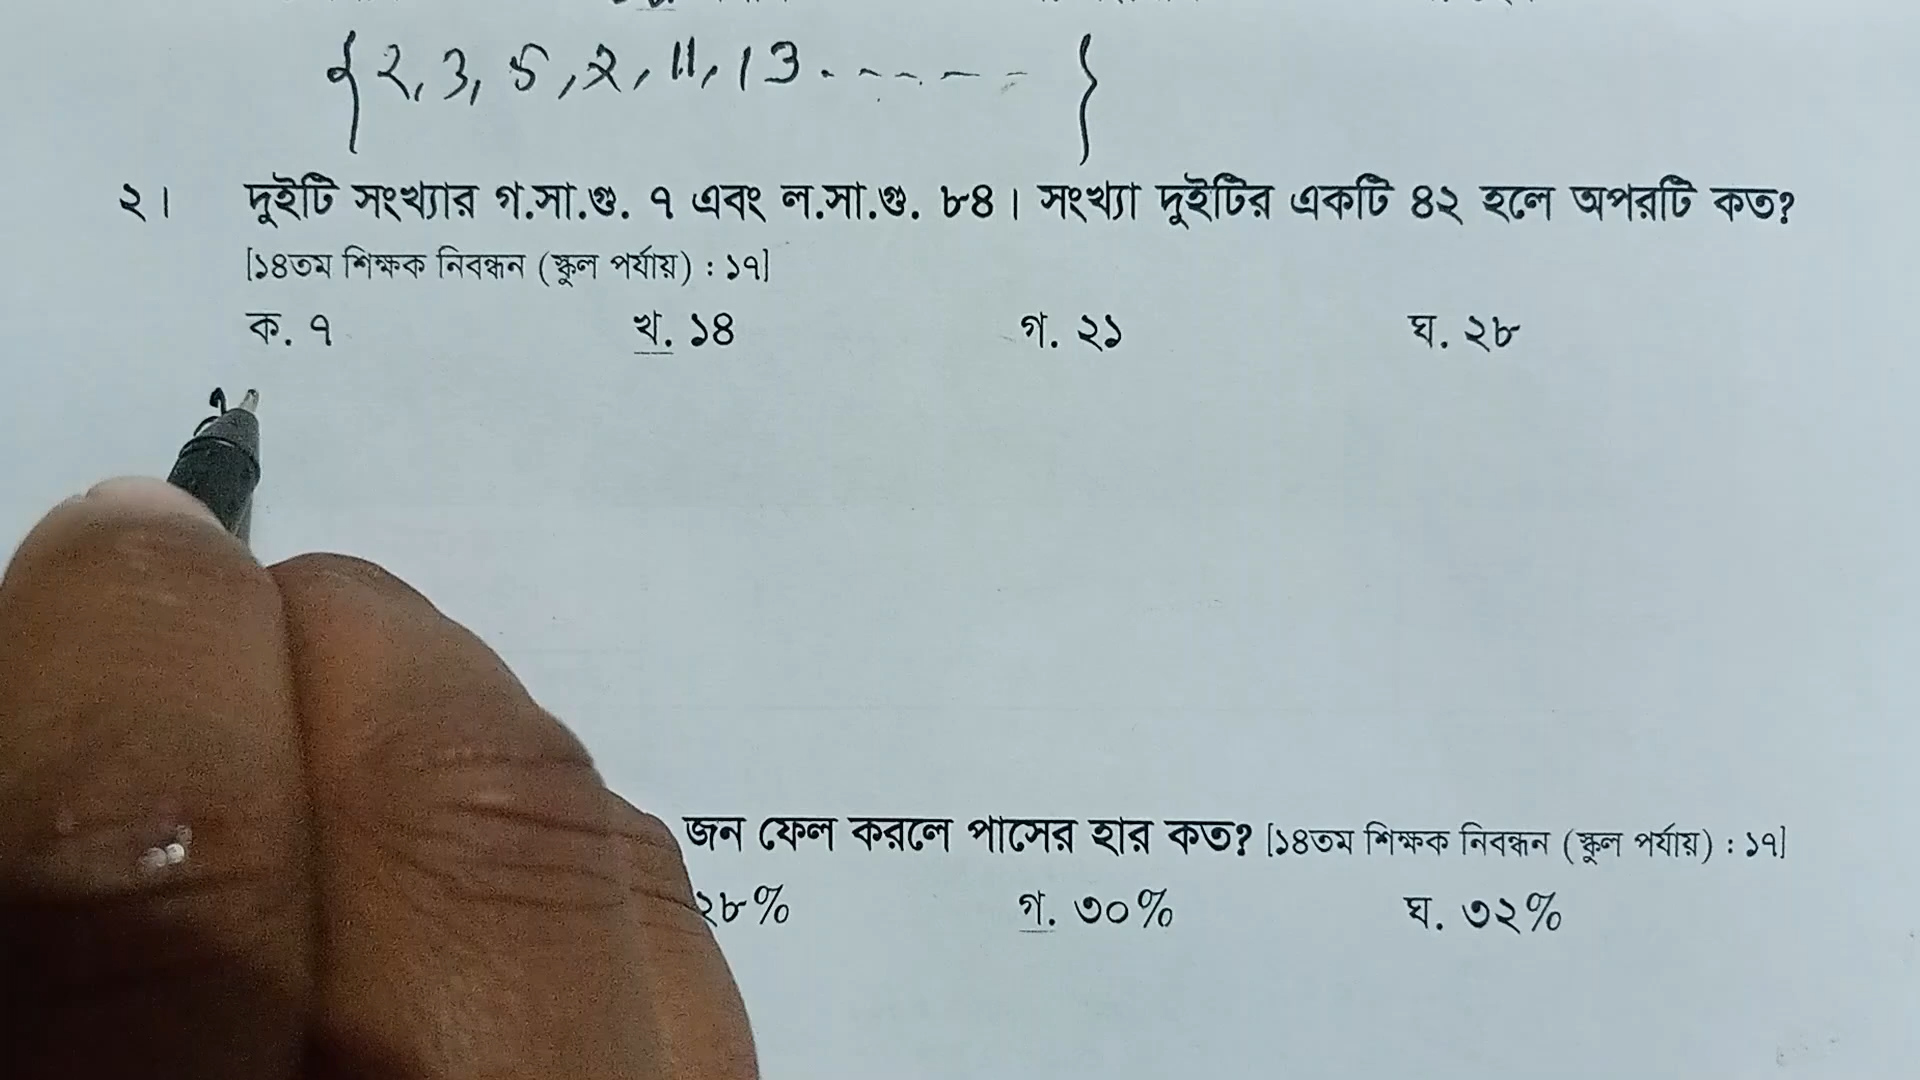 {2, 3, 5, 7, 11, 13 . - - - - - }
২। দুইটি সংখ্যার গ.সা.গু. ৭ এবং ল.সা.গু. ৮৪। সংখ্যা দুইটির একটি ৪২ হলে অপরটি কত?
[১৪তম শিক্ষক নিবন্ধন (স্কুল পর্যায়) : ১৭]
ক. ৭ খ. ১৪ গ. ২১ ঘ. ২৮
জন ফেল করলে পাসের হার কত? [১৪তম শিক্ষক নিবন্ধন (স্কুল পর্যায়) : ১৭]
২৮% গ. ৩০% ঘ. ৩২%